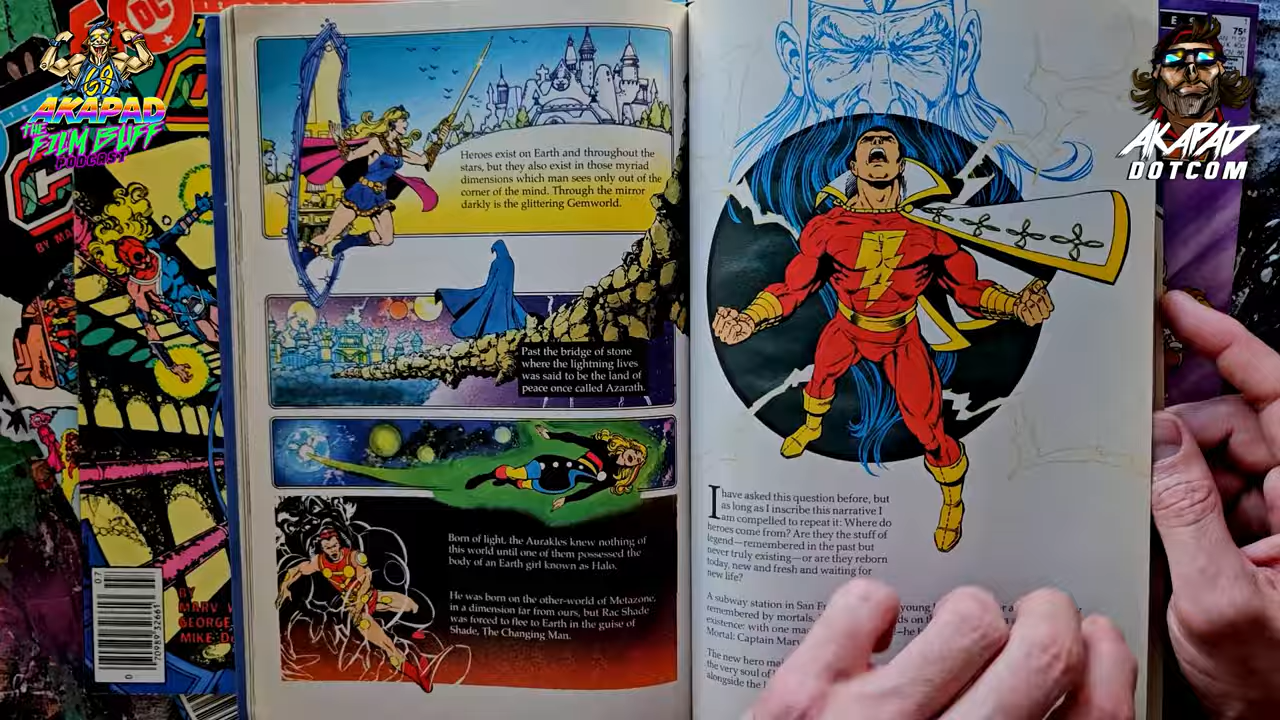 AKAPAD
THE
FILM BUFF
PODCAST
DC
AKAPAD
DOTCOM
75¢
Heroes exist on Earth and throughout the
stars, but they also exist in those myriad
dimensions which man sees only out of the
corner of the mind. Through the mirror
darkly is the glittering Gemworld.
Past the bridge of stone
where the lightning lives
was said to be the land of
peace once called Azarath.
Born of light, the Aurakles knew nothing of
this world until one of them possessed the
body of an Earth girl known as Halo.
He was born on the other-world of Metazone,
in a dimension far from ours, but Rac Shade
was forced to flee to Earth in the guise of
Shade, The Changing Man.
I have asked this question before, but
as long as I inscribe this narrative I
am compelled to repeat it: Where do
heroes come from? Are they the stuff of
legend—remembered in the past but
never truly existing—or are they reborn
today, new and fresh and waiting for
new life?
A subway station in San
remembered by mortals.
existence: with one
Mortal: Captain
The new hero
the very soul of
alongside the
07
70989 32661
0
BY
MARV
GEORGE
MIKE